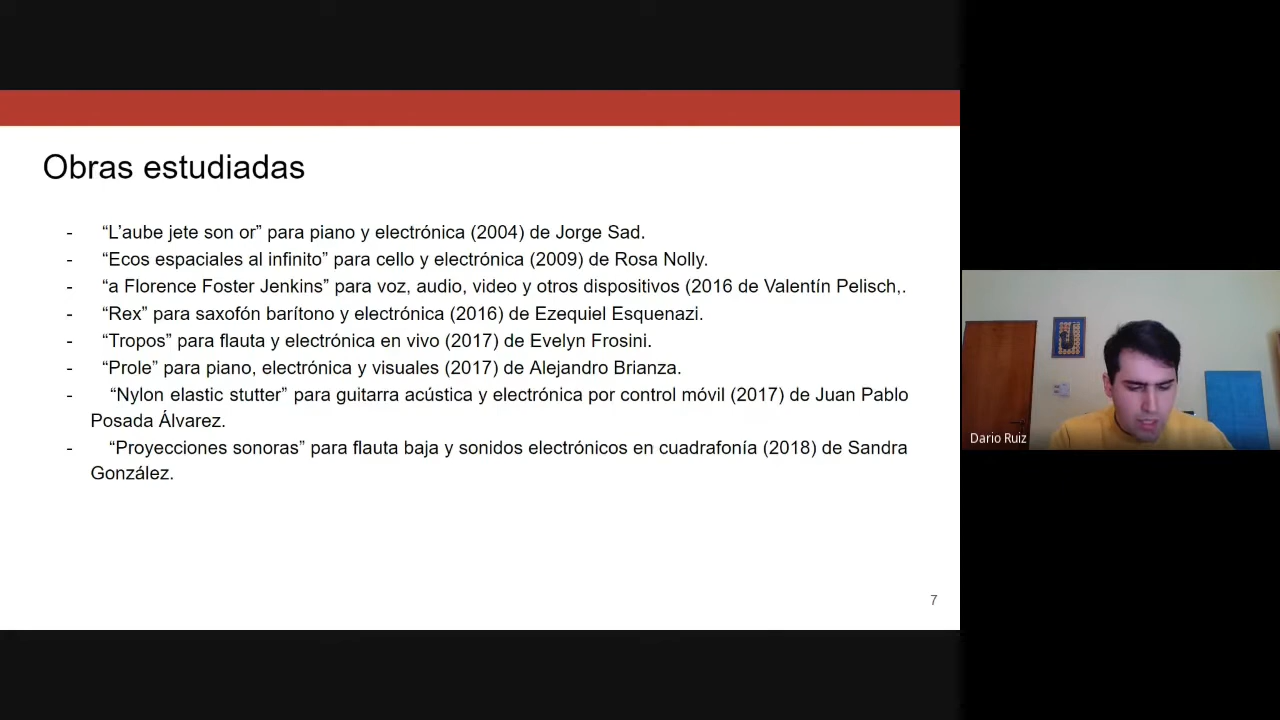 Obras estudiadas
- “L’aube jete son or” para piano y electrónica (2004) de Jorge Sad.
- “Ecos espaciales al infinito” para cello y electrónica (2009) de Rosa Nolly.
- “a Florence Foster Jenkins” para voz, audio, video y otros dispositivos (2016 de Valentín Pelisch,.
- “Rex” para saxofón barítono y electrónica (2016) de Ezequiel Esquenazi.
- “Tropos” para flauta y electrónica en vivo (2017) de Evelyn Frosini.
- “Prole” para piano, electrónica y visuales (2017) de Alejandro Brianza.
- “Nylon elastic stutter” para guitarra acústica y electrónica por control móvil (2017) de Juan Pablo
Posada Álvarez.
- “Proyecciones sonoras” para flauta baja y sonidos electrónicos en cuadrafonía (2018) de Sandra
González.
7
Dario Ruiz